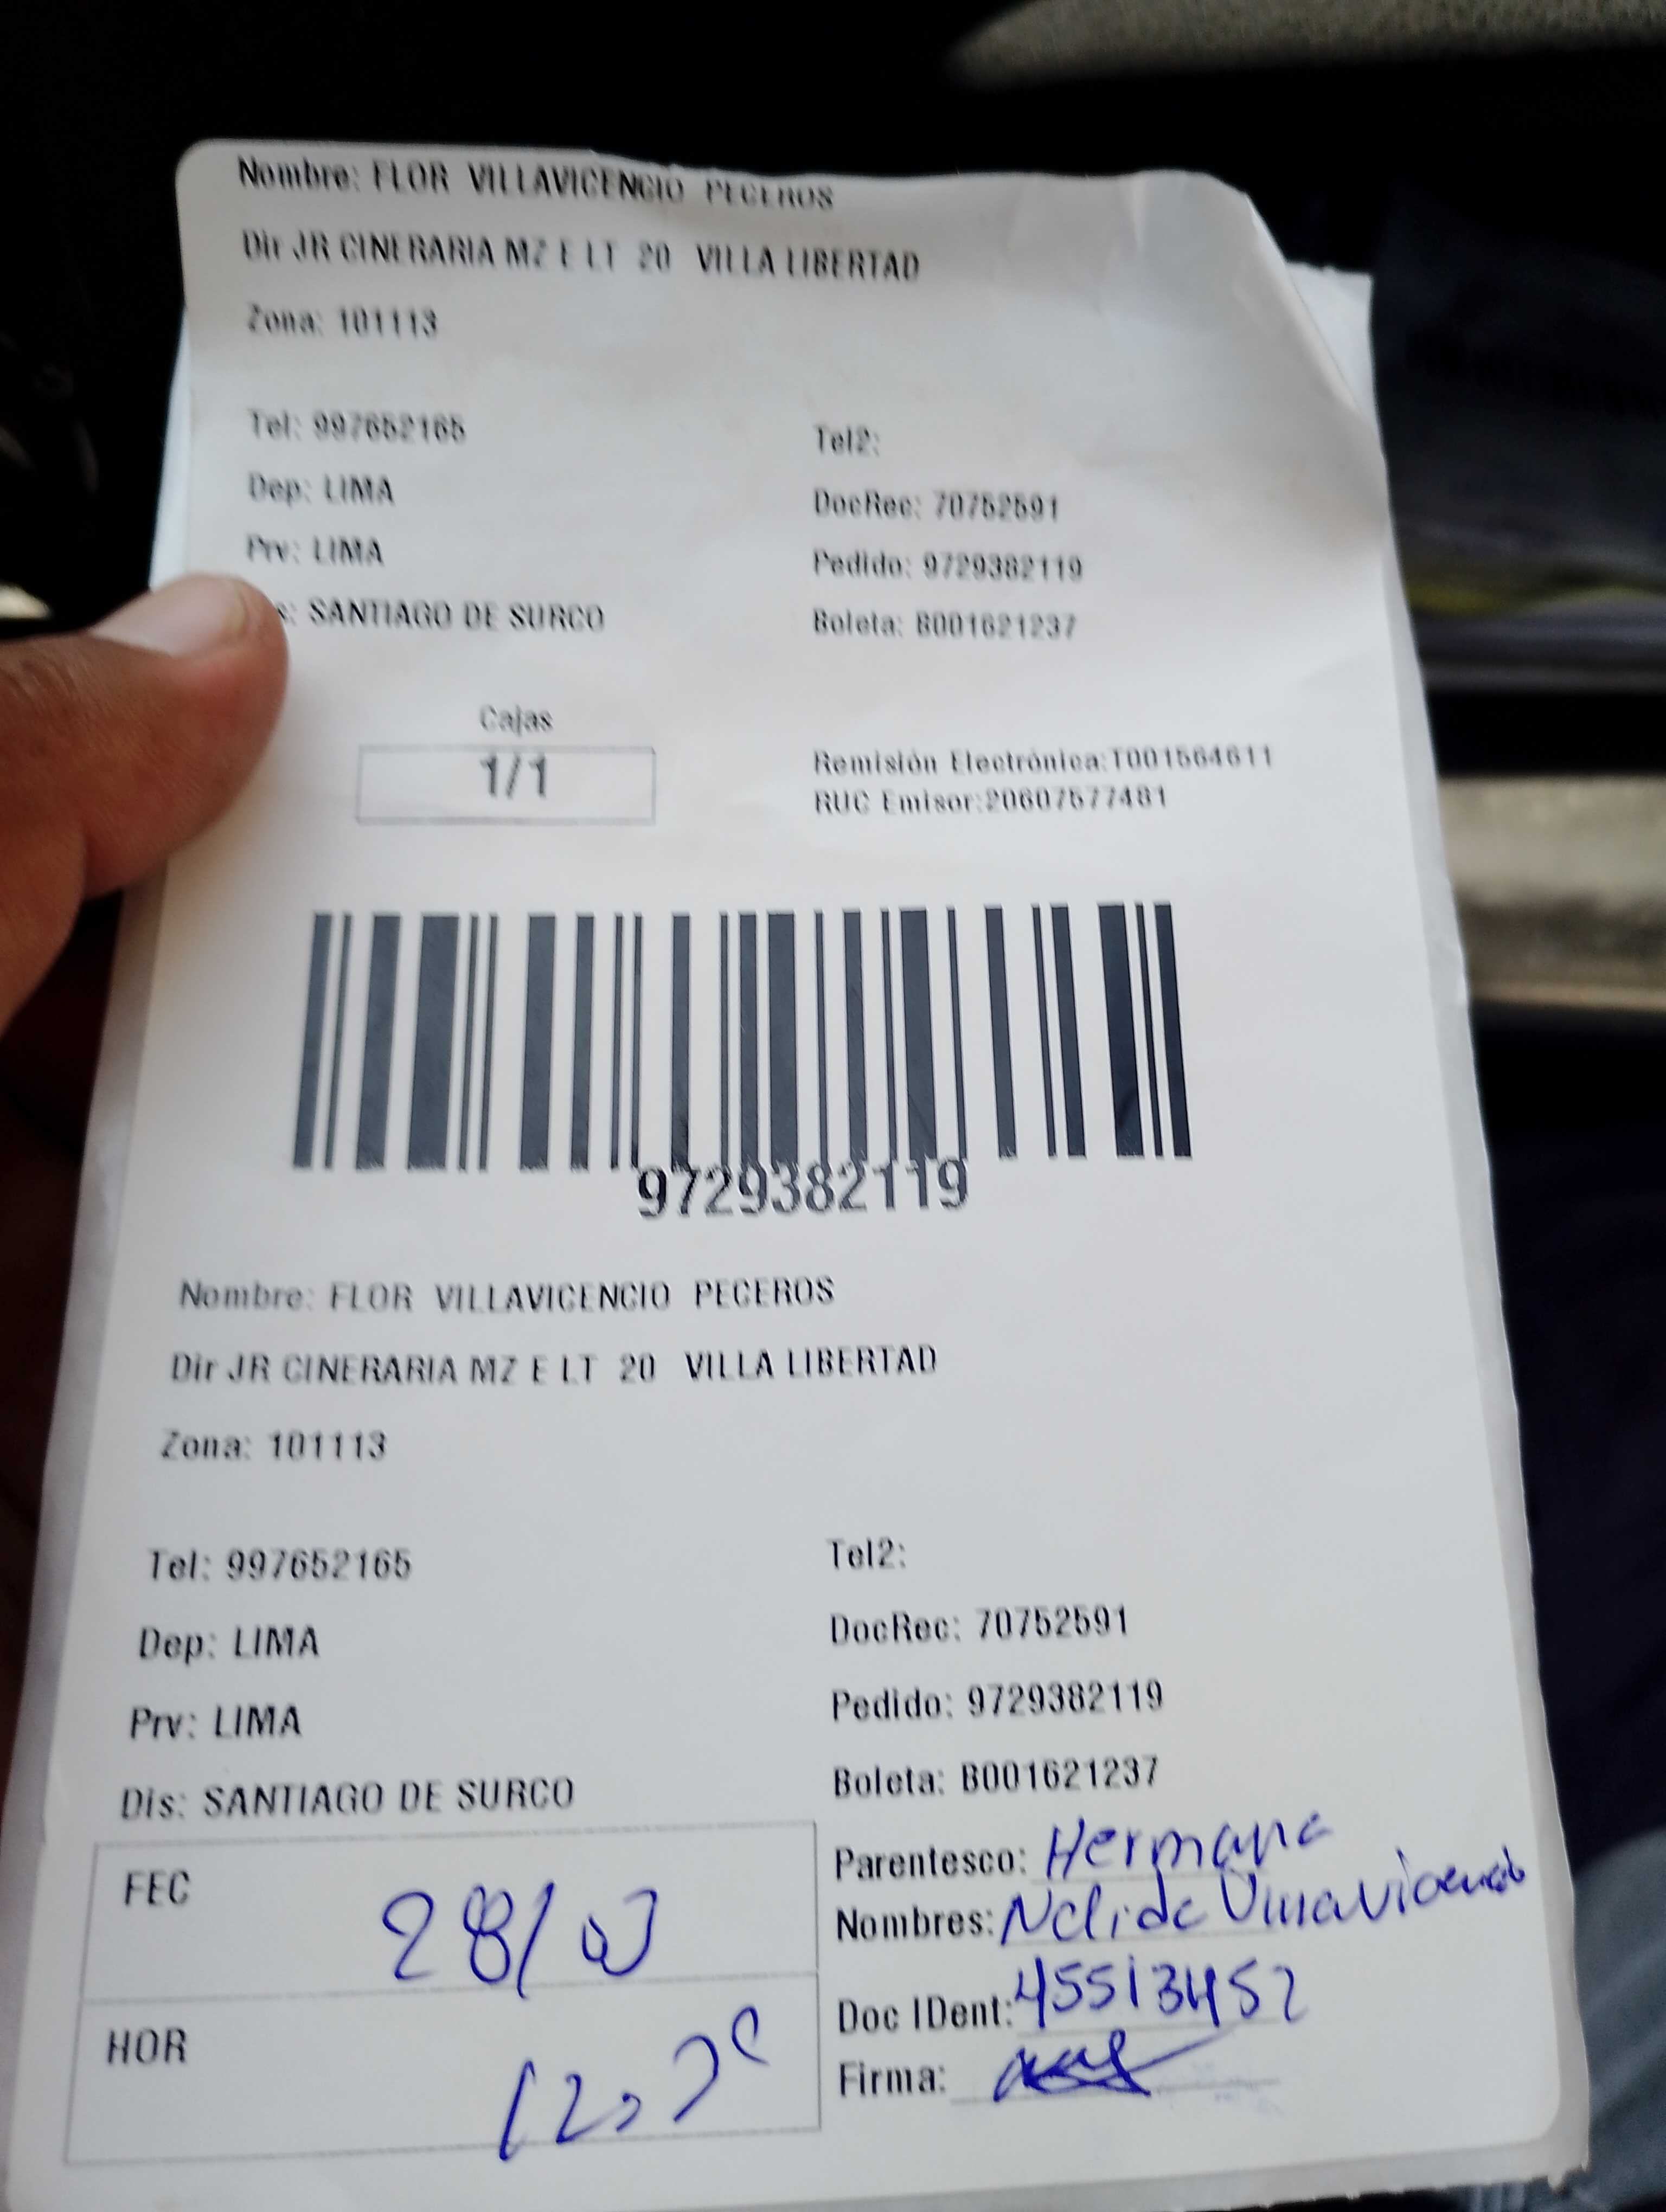 Nombre: FLOR VILLAVICENCIO PECEROS
Dir JR CINERARIA MZ E LT 20 VILLA LIBERTAD
Zona: 101113
Tel: 997652165
Tel2:
Dep: LIMA
DocRec: 70752591
Prv: LIMA
Pedido: 9729382119
s: SANTIAGO DE SURCO
Boleta: B001621237
Cajas
1/1
Remisión Electrónica:T001564611
RUC Emisor:20607577481
9729382119
Nombre: FLOR VILLAVICENCIO PECEROS
Dir JR CINERARIA MZ E LT 20 VILLA LIBERTAD
Zona: 101113
Tel: 997652165
Tel2:
Dep: LIMA
DocRec: 70752591
Prv: LIMA
Pedido: 9729382119
Dis: SANTIAGO DE SURCO
Boleta: B001621237
FEC 28/
Parentesco: Hermana
Nombres: Nelida Villavicencio
HOR
Doc IDent: 45513452
Firma: